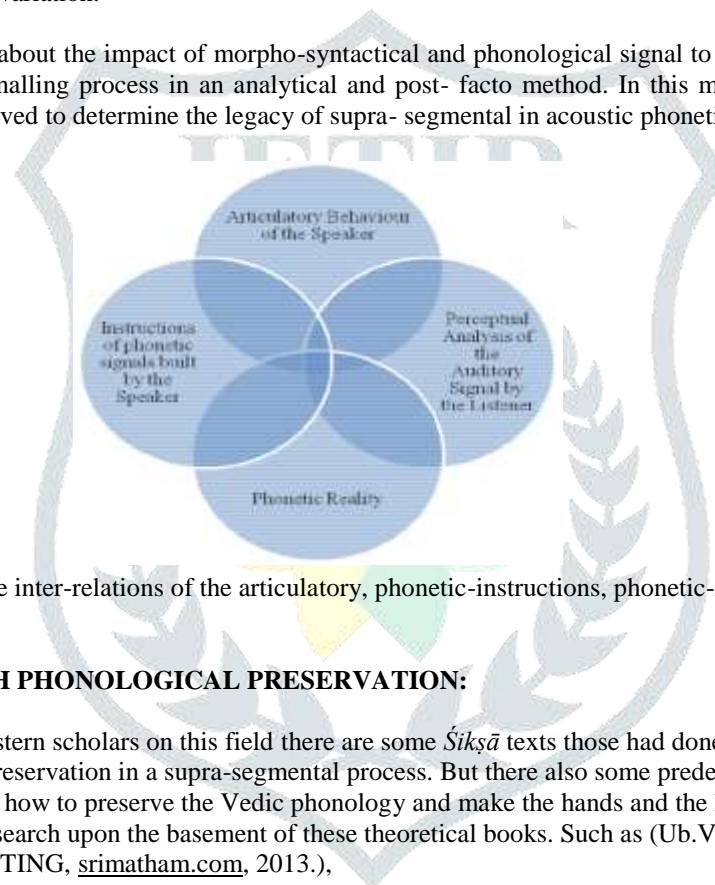 variation.
about the impact of morpho-syntactical and phonological signal to
nalling process in an analytical and post- facto method. In this m
ved to determine the legacy of supra- segmental in acoustic phoneti
JETIR
Articulatory Behaviour
of the Speaker
Instructions
of phonetic
signals built
by the
Speaker
Perceptual
Analysis of
the
Auditory
Signal by
the Listener
Phonetic Reality
e inter-relations of the articulatory, phonetic-instructions, phonetic-
H PHONOLOGICAL PRESERVATION:
stern scholars on this field there are some Śikṣā texts those had done
reservation in a supra-segmental process. But there also some prede
how to preserve the Vedic phonology and make the hands and the
search upon the basement of these theoretical books. Such as (Ub.V
TING, srimatham.com, 2013.),